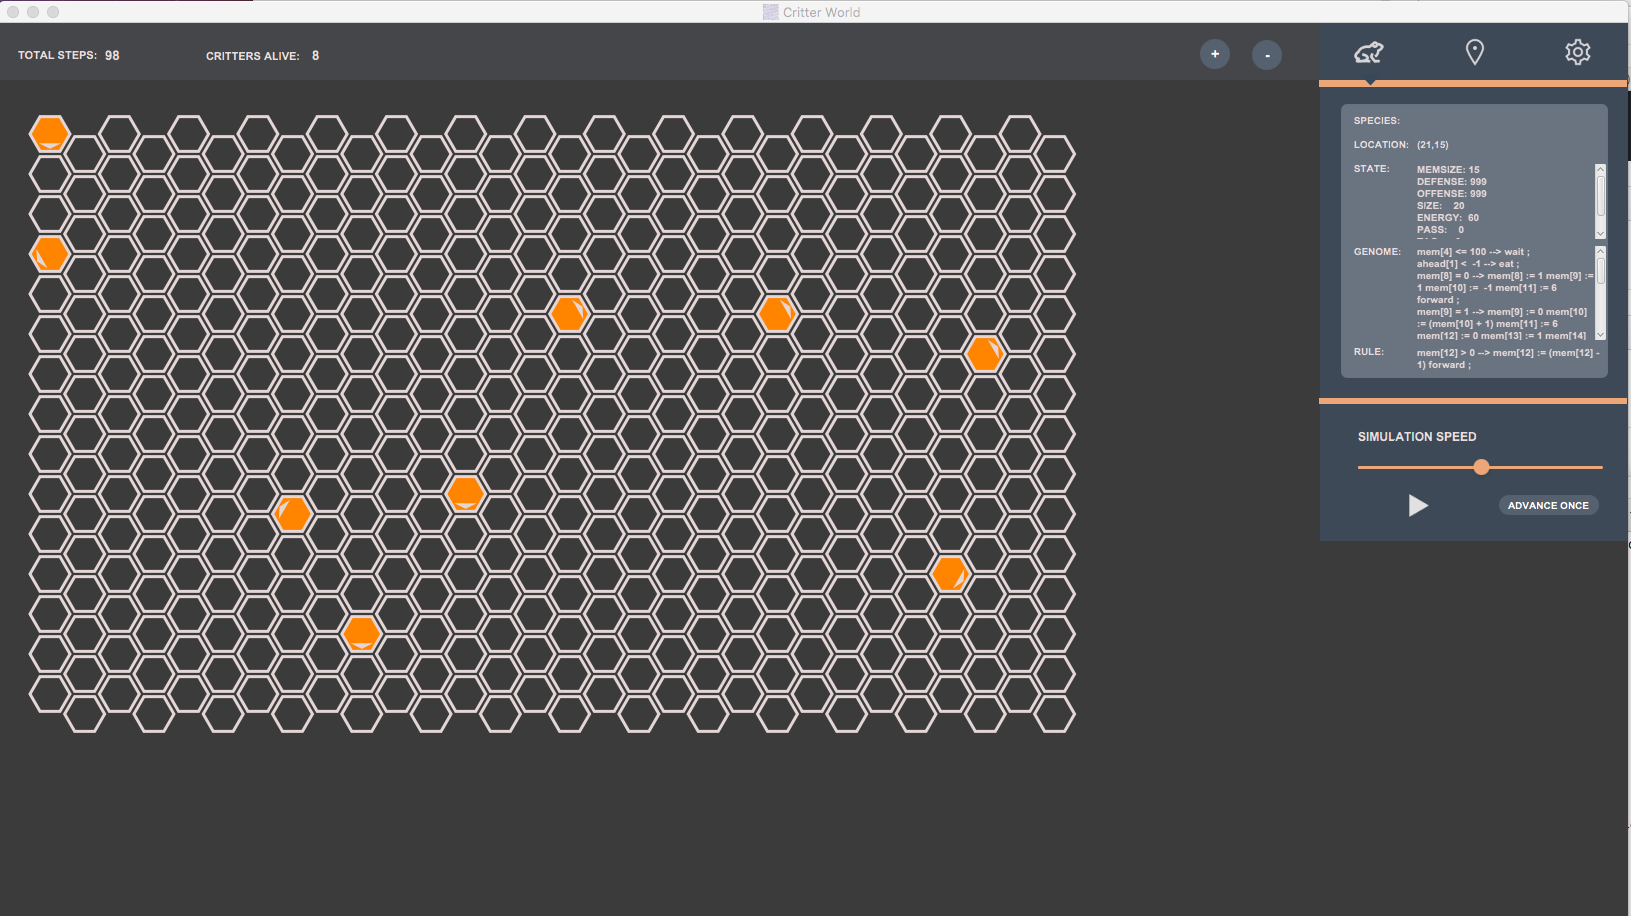 Critter World
TOTAL STEPS: 98
CRITTERS ALIVE: 8
+
-
SPECIES:
LOCATION: (21,15)
STATE: MEMSIZE: 15
DEFENSE: 999
OFFENSE: 999
SIZE: 20
ENERGY: 60
PASS: 0
GENOME: mem[4] <= 100 --> wait ;
ahead[1] < -1 --> eat ;
mem[8] = 0 --> mem[8] := 1 mem[9] :=
1 mem[10] := -1 mem[11] := 6
forward ;
mem[9] = 1 --> mem[9] := 0 mem[10]
:= (mem[10] + 1) mem[11] := 6
mem[12] := 0 mem[13] := 1 mem[14]
RULE: mem[12] > 0 --> mem[12] := (mem[12] -
1) forward ;
SIMULATION SPEED
ADVANCE ONCE